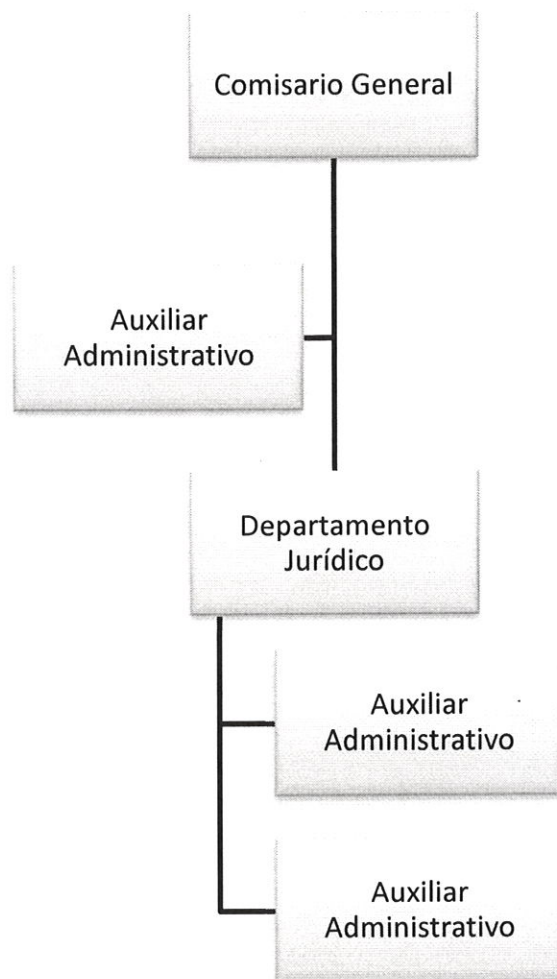 Comisario General
Auxiliar
Administrativo
Departamento
Jurídico
Auxiliar
Administrativo
Auxiliar
Administrativo